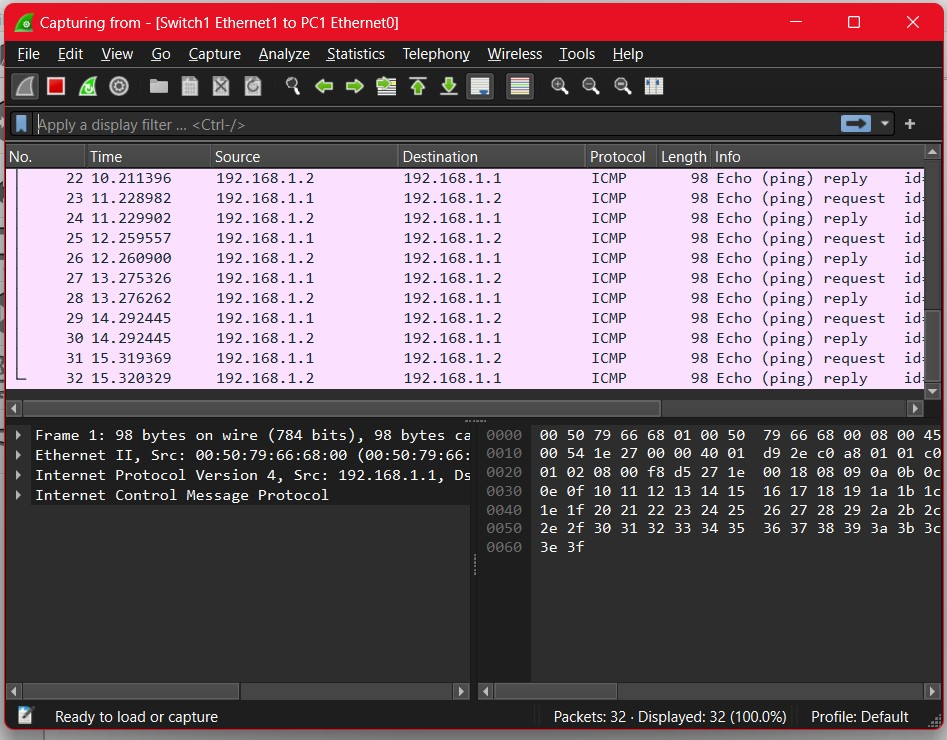 Capturing from - [Switch1 Ethernet1 to PC1 Ethernet0]
File Edit View Go Capture Analyze Statistics Telephony Wireless Tools Help
Apply a display filter ... <Ctrl-/>
No. Time Source Destination Protocol Length Info
22 10.211396 192.168.1.2 192.168.1.1 ICMP 98 Echo (ping) reply id=
23 11.228982 192.168.1.1 192.168.1.2 ICMP 98 Echo (ping) request id=
24 11.229902 192.168.1.2 192.168.1.1 ICMP 98 Echo (ping) reply id=
25 12.259557 192.168.1.1 192.168.1.2 ICMP 98 Echo (ping) request id=
26 12.260900 192.168.1.2 192.168.1.1 ICMP 98 Echo (ping) reply id=
27 13.275326 192.168.1.1 192.168.1.2 ICMP 98 Echo (ping) request id=
28 13.276262 192.168.1.2 192.168.1.1 ICMP 98 Echo (ping) reply id=
29 14.292445 192.168.1.1 192.168.1.2 ICMP 98 Echo (ping) request id=
30 14.292445 192.168.1.2 192.168.1.1 ICMP 98 Echo (ping) reply id=
31 15.319369 192.168.1.1 192.168.1.2 ICMP 98 Echo (ping) request id=
32 15.320329 192.168.1.2 192.168.1.1 ICMP 98 Echo (ping) reply id=
Frame 1: 98 bytes on wire (784 bits), 98 bytes ca
Ethernet II, Src: 00:50:79:66:68:00 (00:50:79:66:
Internet Protocol Version 4, Src: 192.168.1.1, Ds
Internet Control Message Protocol
0000 00 50 79 66 68 01 00 50 79 66 68 00 08 00 45
0010 00 54 1e 27 00 00 40 01 d9 2e c0 a8 01 01 c0
0020 01 02 08 00 f8 d5 27 1e 00 18 08 09 0a 0b 0c
0030 0e 0f 10 11 12 13 14 15 16 17 18 19 1a 1b 1c
0040 1e 1f 20 21 22 23 24 25 26 27 28 29 2a 2b 2c
0050 2e 2f 30 31 32 33 34 35 36 37 38 39 3a 3b 3c
0060 3e 3f
Ready to load or capture Packets: 32 · Displayed: 32 (100.0%) Profile: Default